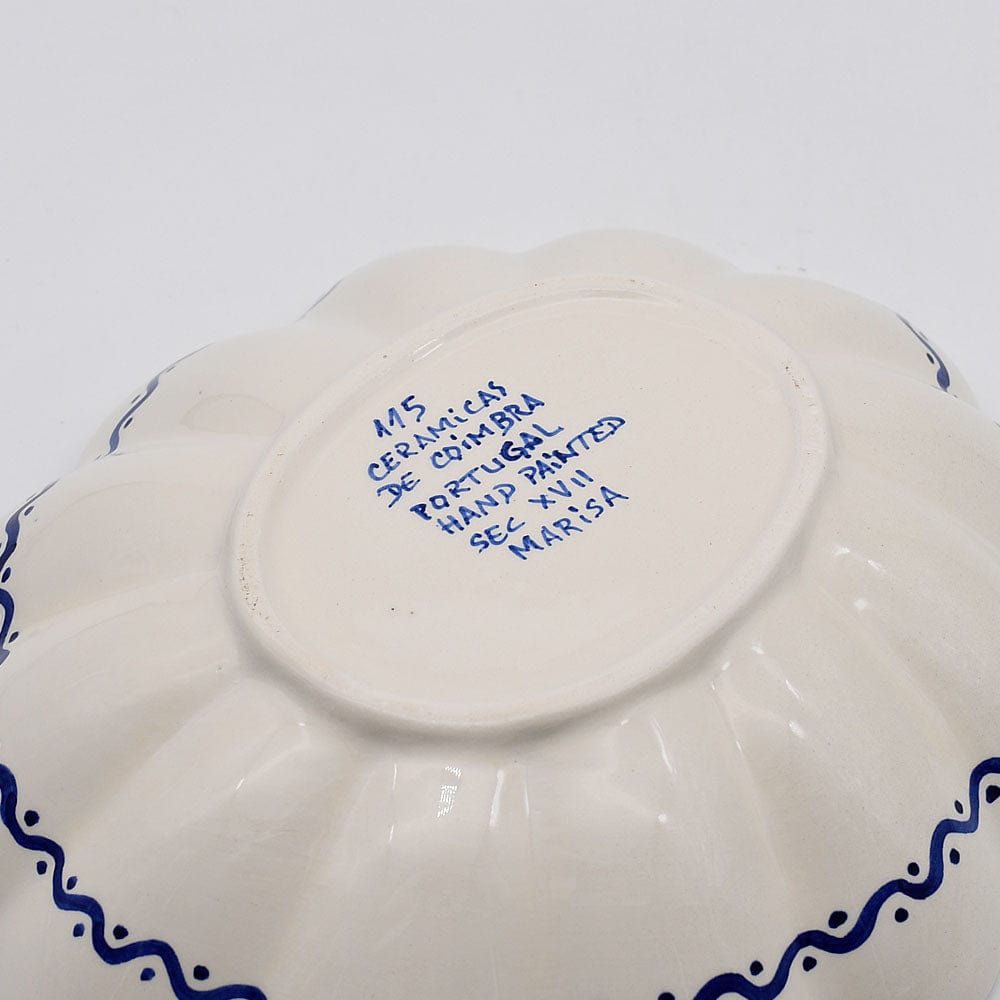 115
CERAMiCAS
DE COiMBRA
PORTUGAL
HAND PAiNTED
SEC XVII
MARiSA